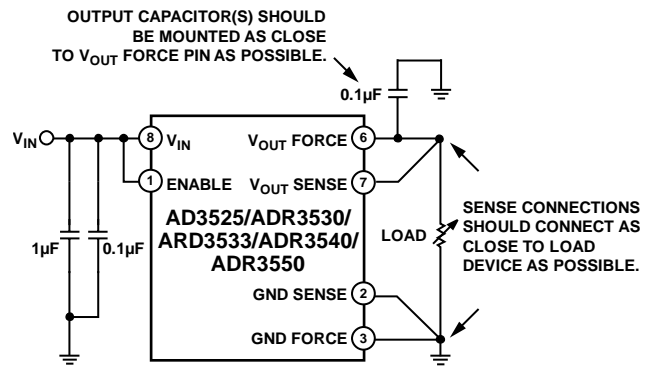 OUTPUT CAPACITOR(S) SHOULD
BE MOUNTED AS CLOSE
TO VOUT FORCE PIN AS POSSIBLE.
0.1µF
VIN
8 VIN
VOUT FORCE 6
1 ENABLE
VOUT SENSE 7
AD3525/ADR3530/
ARD3533/ADR3540/
ADR3550
1µF
0.1µF
LOAD
SENSE CONNECTIONS
SHOULD CONNECT AS
CLOSE TO LOAD
DEVICE AS POSSIBLE.
GND SENSE 2
GND FORCE 3